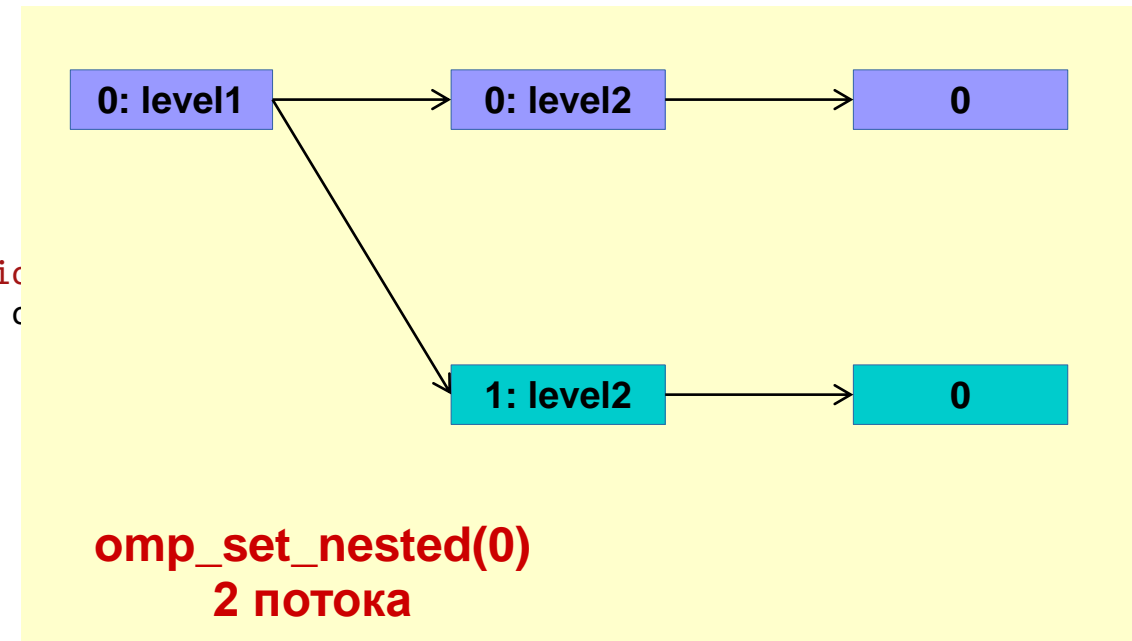 0: level1 0: level2 0
1: level2 0
omp_set_nested(0)
2 потока